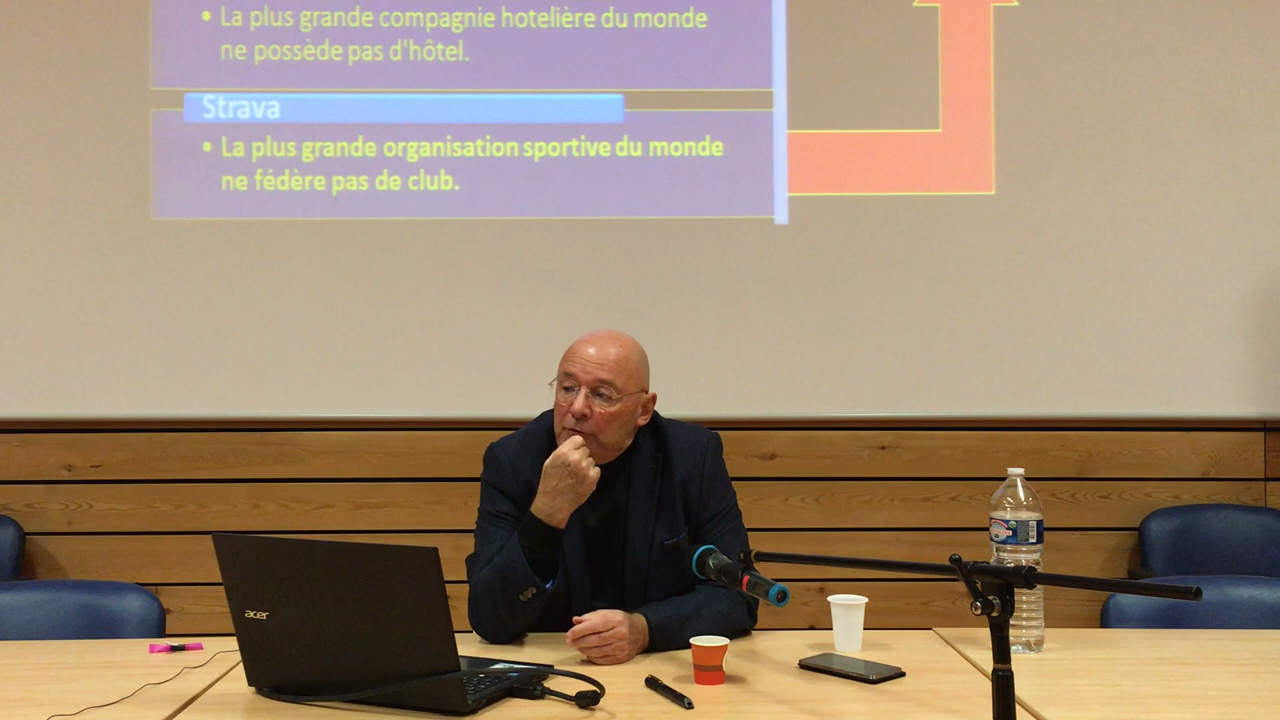 • La plus grande compagnie hotelière du monde
ne possède pas d'hôtel.
Strava
• La plus grande organisation sportive du monde
ne fédère pas de club.
acer